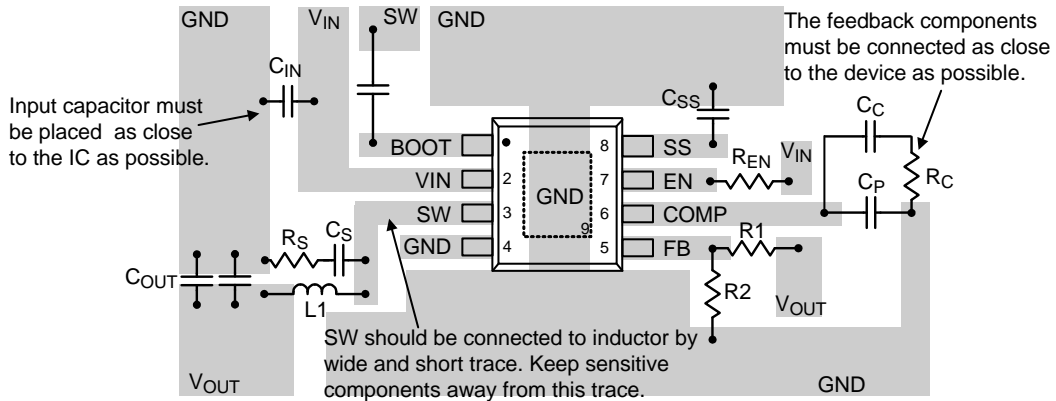 GND
VIN
SW
The feedback components
must be connected as close
to the device as possible.
CIN
Input capacitor must
be placed as close
to the IC as possible.
CSS
CC
BOOT
8
SS
REN
VIN
RC
VIN
2
GND
7
EN
CP
SW
3
6
COMP
9
RS
CS
GND
4
5
FB
R1
COUT
R2
L1
VOUT
SW should be connected to inductor by
wide and short trace. Keep sensitive
components away from this trace.
VOUT
GND